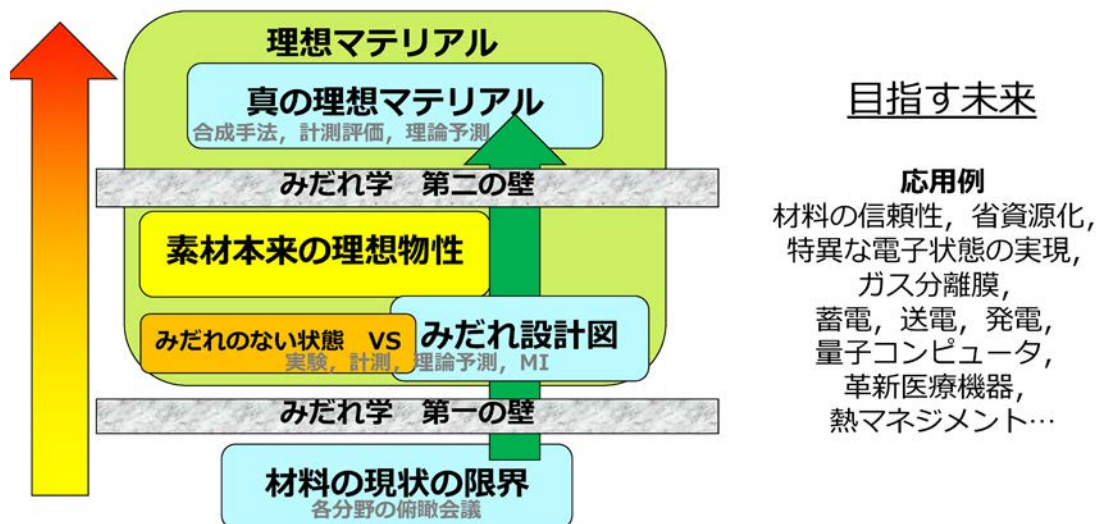 理想マテリアル
真の理想マテリアル
合成手法，計測評価，理論予測
みだれ学　第二の壁
素材本来の理想物性
みだれのない状態　VS
みだれ設計図
実験，計測，理論予測，MI
みだれ学　第一の壁
材料の現状の限界
各分野の俯瞰会議
目指す未来
応用例
材料の信頼性，省資源化，
特異な電子状態の実現，
ガス分離膜，
蓄電，送電，発電，
量子コンピュータ，
革新医療機器，
熱マネジメント…